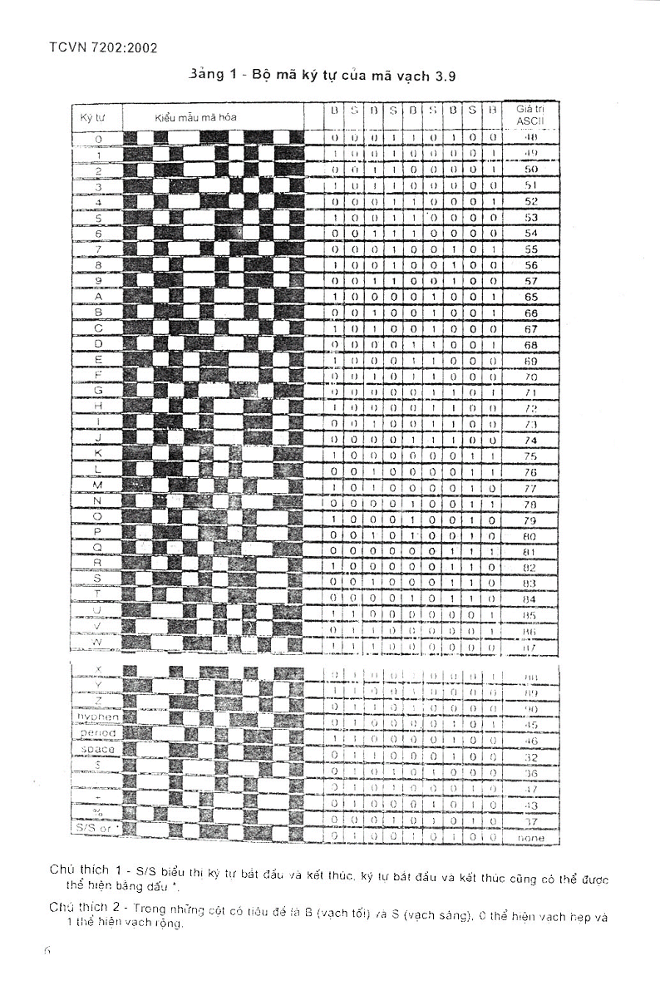 TCVN 7202:2002
Bảng 1 - Bộ mã ký tự của mã vạch 3.9
Ký tự Kiểu mẫu mã hóa B S B S B S B S B Giá trị
ASCII
0 0 0 0 1 1 0 1 0 0 48
1 1 0 0 1 0 0 0 0 1 49
2 0 0 1 1 0 0 0 0 1 50
3 1 0 1 1 0 0 0 0 0 51
4 0 0 0 1 1 0 0 0 1 52
5 1 0 0 1 1 0 0 0 0 53
6 0 0 1 1 1 0 0 0 0 54
7 0 0 0 1 0 0 1 0 1 55
8 1 0 0 1 0 0 1 0 0 56
9 0 0 1 1 0 0 1 0 0 57
A 1 0 0 0 0 1 0 0 1 65
B 0 0 1 0 0 1 0 0 1 66
C 1 0 1 0 0 1 0 0 0 67
D 0 0 0 0 1 1 0 0 1 68
E 1 0 0 0 1 1 0 0 0 69
F 0 0 1 0 1 1 0 0 0 70
G 0 0 0 0 0 1 1 0 1 71
H 1 0 0 0 0 1 1 0 0 72
I 0 0 1 0 0 1 1 0 0 73
J 0 0 0 0 1 1 1 0 0 74
K 1 0 0 0 0 0 0 1 1 75
L 0 0 1 0 0 0 0 1 1 76
M 1 0 1 0 0 0 0 1 0 77
N 0 0 0 0 1 0 0 1 1 78
O 1 0 0 0 1 0 0 1 0 79
P 0 0 1 0 1 0 0 1 0 80
Q 0 0 0 0 0 0 1 1 1 81
R 1 0 0 0 0 0 1 1 0 82
S 0 0 1 0 0 0 1 1 0 83
T 0 0 0 0 1 0 1 1 0 84
U 1 1 0 0 0 0 0 0 1 85
V 0 1 1 0 0 0 0 0 1 86
W 1 1 1 0 0 0 0 0 0 87
X 0 1 0 0 1 0 0 0 1 88
Y 1 1 0 0 1 0 0 0 0 89
Z 0 1 1 0 1 0 0 0 0 90
hyphen 0 1 0 0 0 0 1 0 1 45
period 1 1 0 0 0 0 1 0 0 46
space 0 1 1 0 0 0 1 0 0 32
$ 0 1 0 1 0 1 0 0 0 36
0 1 0 1 0 0 0 1 0 47
+ 0 1 0 0 0 1 0 1 0 43
% 0 0 0 1 0 1 0 1 0 37
S/S or * 0 1 0 0 1 0 1 0 0 none
Chú thích 1 - S/S biểu thị ký tự bắt đầu và kết thúc, ký tự bắt đầu và kết thúc cũng có thể được
thể hiện bằng dấu *.
Chú thích 2 - Trong những cột có tiêu đề là B (vạch tối) và S (vạch sáng), 0 thể hiện vạch hẹp và
1 thể hiện vạch rộng.
6